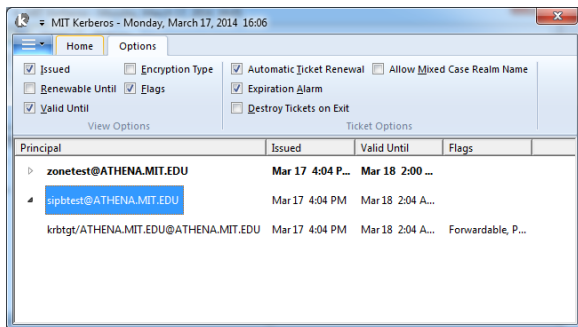 MIT Kerberos - Monday, March 17, 2014 16:06
Home Options
Issued Encryption Type Automatic Ticket Renewal Allow Mixed Case Realm Name
Renewable Until Flags Expiration Alarm
Valid Until Destroy Tickets on Exit
View Options Ticket Options
Principal Issued Valid Until Flags
zonetest@ATHENA.MIT.EDU Mar 17 4:04 P... Mar 18 2:00 ...
sipbtest@ATHENA.MIT.EDU Mar 17 4:04 PM Mar 18 2:04 A...
krbtgt/ATHENA.MIT.EDU@ATHENA.MIT.EDU Mar 17 4:04 PM Mar 18 2:04 A... Forwardable, P...